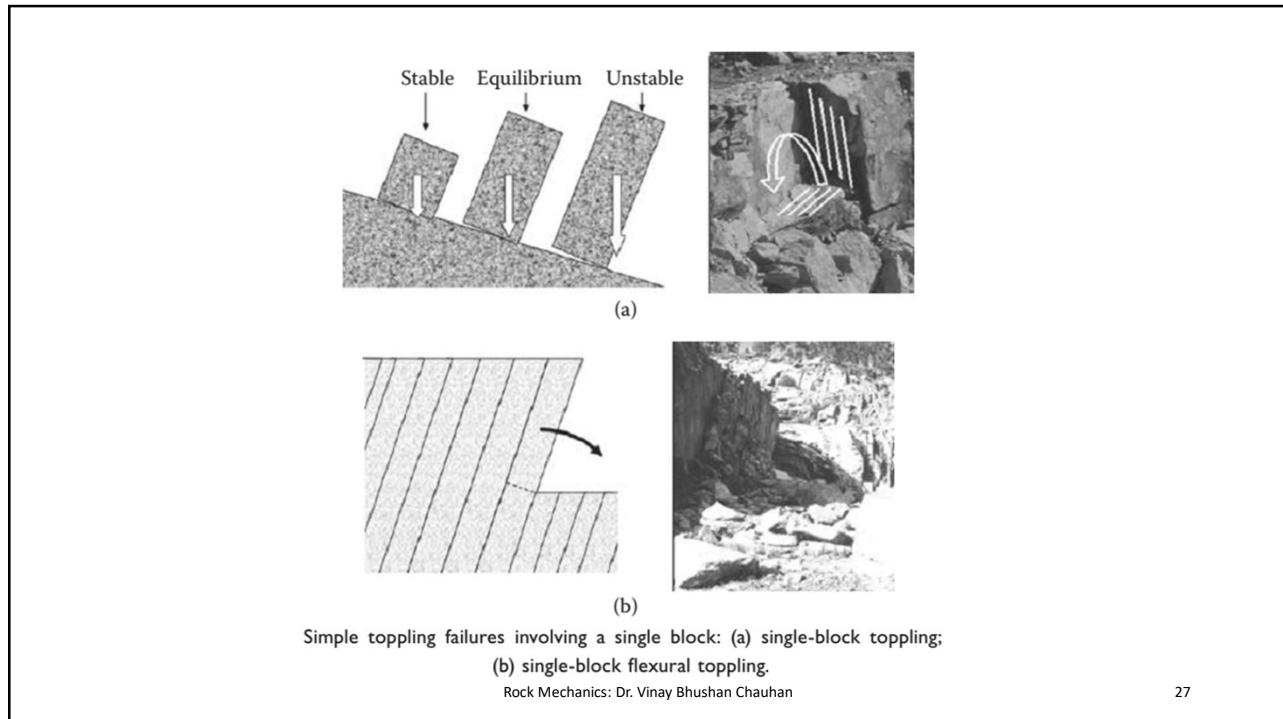 Stable Equilibrium Unstable
(a)
(b)
Simple toppling failures involving a single block: (a) single-block toppling;
(b) single-block flexural toppling.
Rock Mechanics: Dr. Vinay Bhushan Chauhan 27